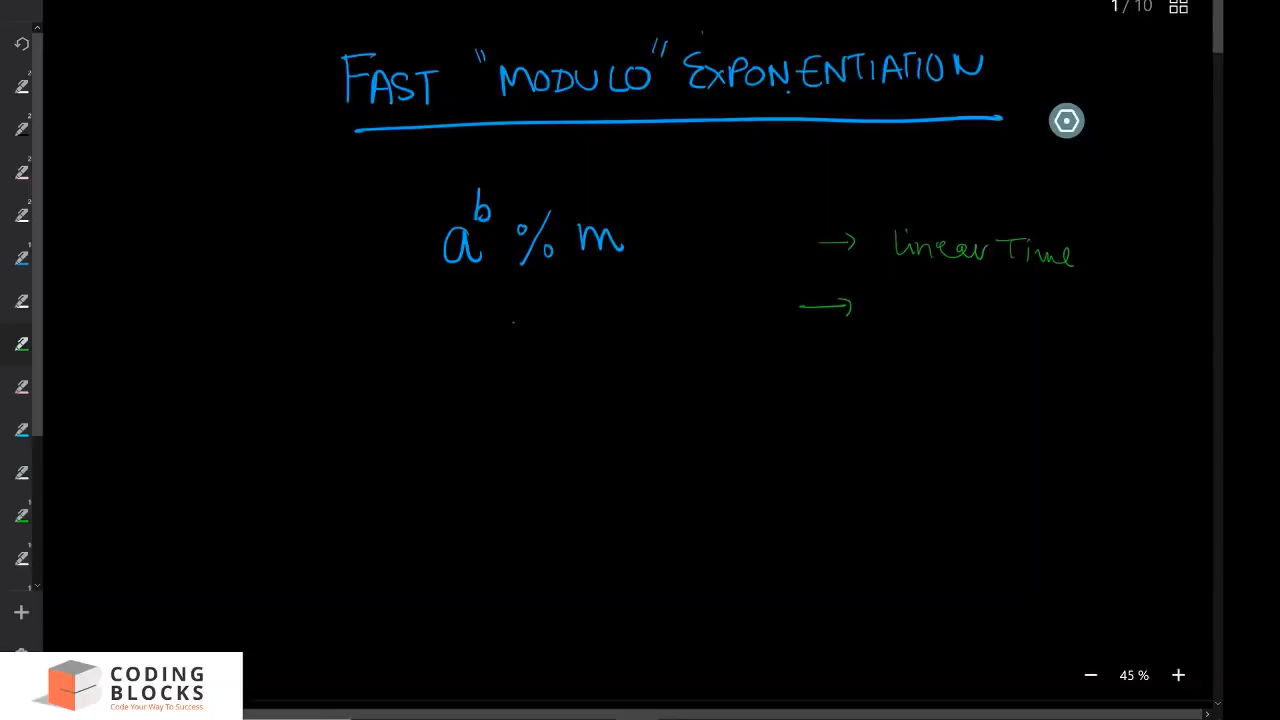 1 / 10
FAST "MODULO" EXPONENTIATION
a^b % m
→ Linear Time
→
CODING
BLOCKS
Code Your Way To Success
45 %